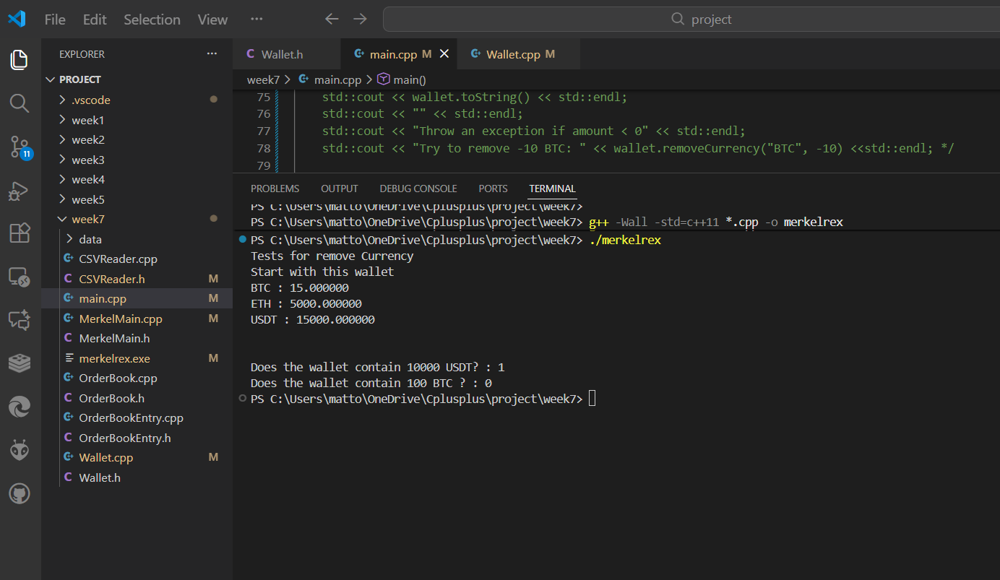 File Edit Selection View ··· project
EXPLORER ···
PROJECT
.vscode
week1
week2
week3
week4
week5
week7
data
CSVReader.cpp
CSVReader.h M
main.cpp M
MerkelMain.cpp M
MerkelMain.h
merkelrex.exe M
OrderBook.cpp
OrderBook.h
OrderBookEntry.cpp
OrderBookEntry.h
Wallet.cpp M
Wallet.h
11
C Wallet.h main.cpp M Wallet.cpp M
week7 > main.cpp > main()
75 std::cout << wallet.toString() << std::endl;
76 std::cout << "" << std::endl;
77 std::cout << "Throw an exception if amount < 0" << std::endl;
78 std::cout << "Try to remove -10 BTC: " << wallet.removeCurrency("BTC", -10) <<std::endl; */
79
PROBLEMS OUTPUT DEBUG CONSOLE PORTS TERMINAL
PS C:\Users\matto\OneDrive\Cplusplus\project\week7>
PS C:\Users\matto\OneDrive\Cplusplus\project\week7> g++ -Wall -std=c++11 *.cpp -o merkelrex
PS C:\Users\matto\OneDrive\Cplusplus\project\week7> ./merkelrex
Tests for remove Currency
Start with this wallet
BTC : 15.000000
ETH : 5000.000000
USDT : 15000.000000
Does the wallet contain 10000 USDT? : 1
Does the wallet contain 100 BTC ? : 0
PS C:\Users\matto\OneDrive\Cplusplus\project\week7>